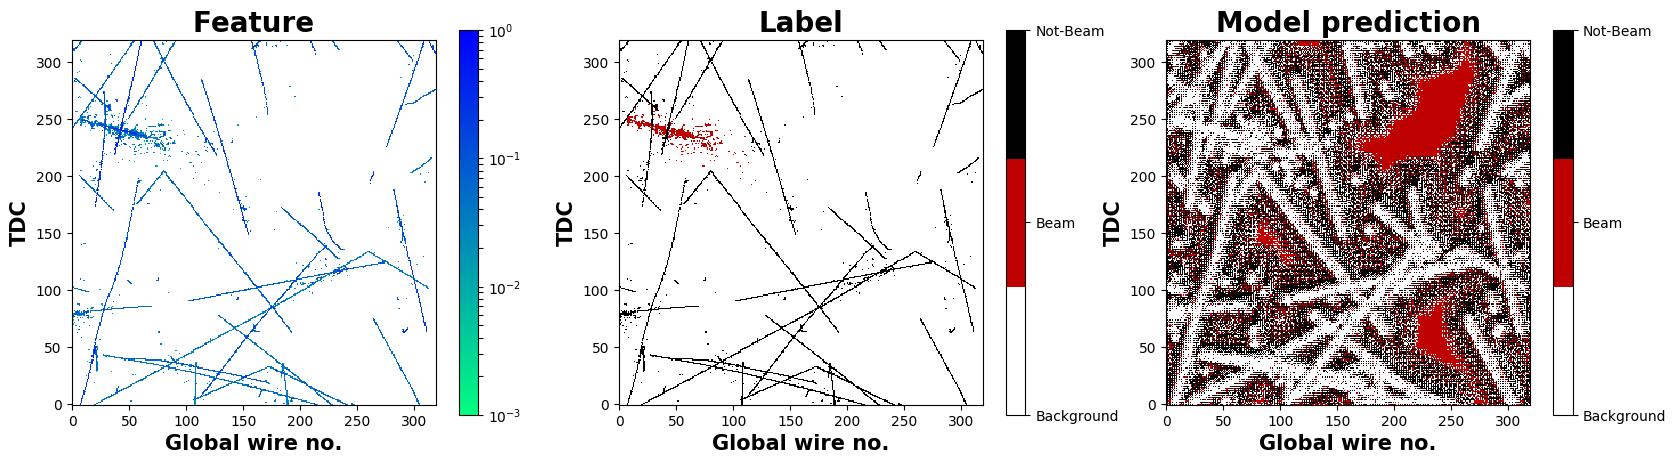 Feature
Label
Model prediction
TDC
300
250
200
150
100
50
0
0 50 100 150 200 250 300
Global wire no.
10^0
10^-1
10^-2
10^-3
TDC
300
250
200
150
100
50
0
0 50 100 150 200 250 300
Global wire no.
Not-Beam
Beam
Background
TDC
300
250
200
150
100
50
0
0 50 100 150 200 250 300
Global wire no.
Not-Beam
Beam
Background